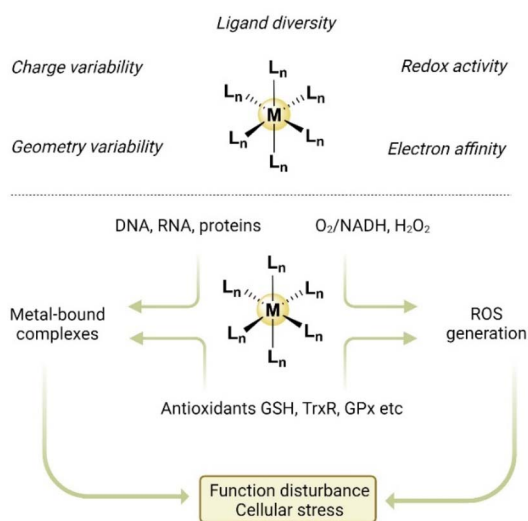 Ligand diversity
Charge variability
Redox activity
Lₙ
Lₙ Lₙ
M
Lₙ Lₙ
Lₙ
Geometry variability
Electron affinity
DNA, RNA, proteins
O₂/NADH, H₂O₂
Lₙ
Lₙ Lₙ
M
Lₙ Lₙ
Lₙ
Metal-bound
complexes
ROS
generation
Antioxidants GSH, TrxR, GPx etc
Function disturbance
Cellular stress